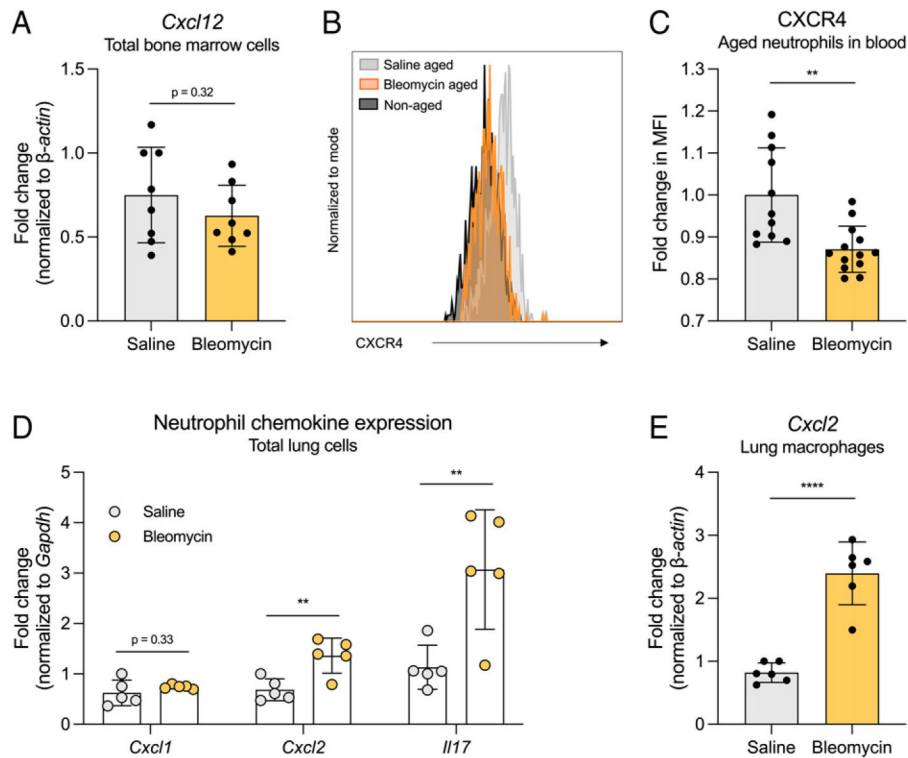 A
Cxcl12
Total bone marrow cells
Fold change
(normalized to β-actin)
1.5
1.0
0.5
0.0
p = 0.32
Saline
Bleomycin
B
Normalized to mode
Saline aged
Bleomycin aged
Non-aged
CXCR4
C
CXCR4
Aged neutrophils in blood
Fold change in MFI
1.3
1.2
1.1
1.0
0.9
0.8
0.7
**
Saline
Bleomycin
D
Neutrophil chemokine expression
Total lung cells
Fold change
(normalized to Gapdh)
5
4
3
2
1
0
Saline
Bleomycin
p = 0.33
**
**
Cxcl1
Cxcl2
Il17
E
Cxcl2
Lung macrophages
Fold change
(normalized to β-actin)
4
3
2
1
0
****
Saline
Bleomycin